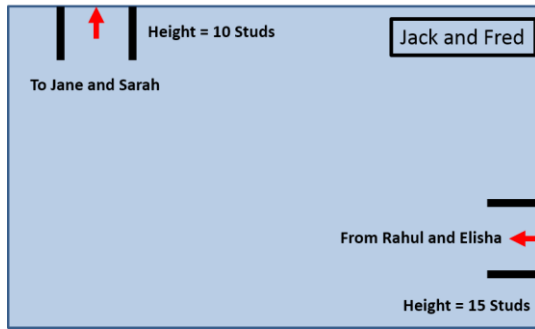 Height = 10 Studs
Jack and Fred
To Jane and Sarah
From Rahul and Elisha
Height = 15 Studs